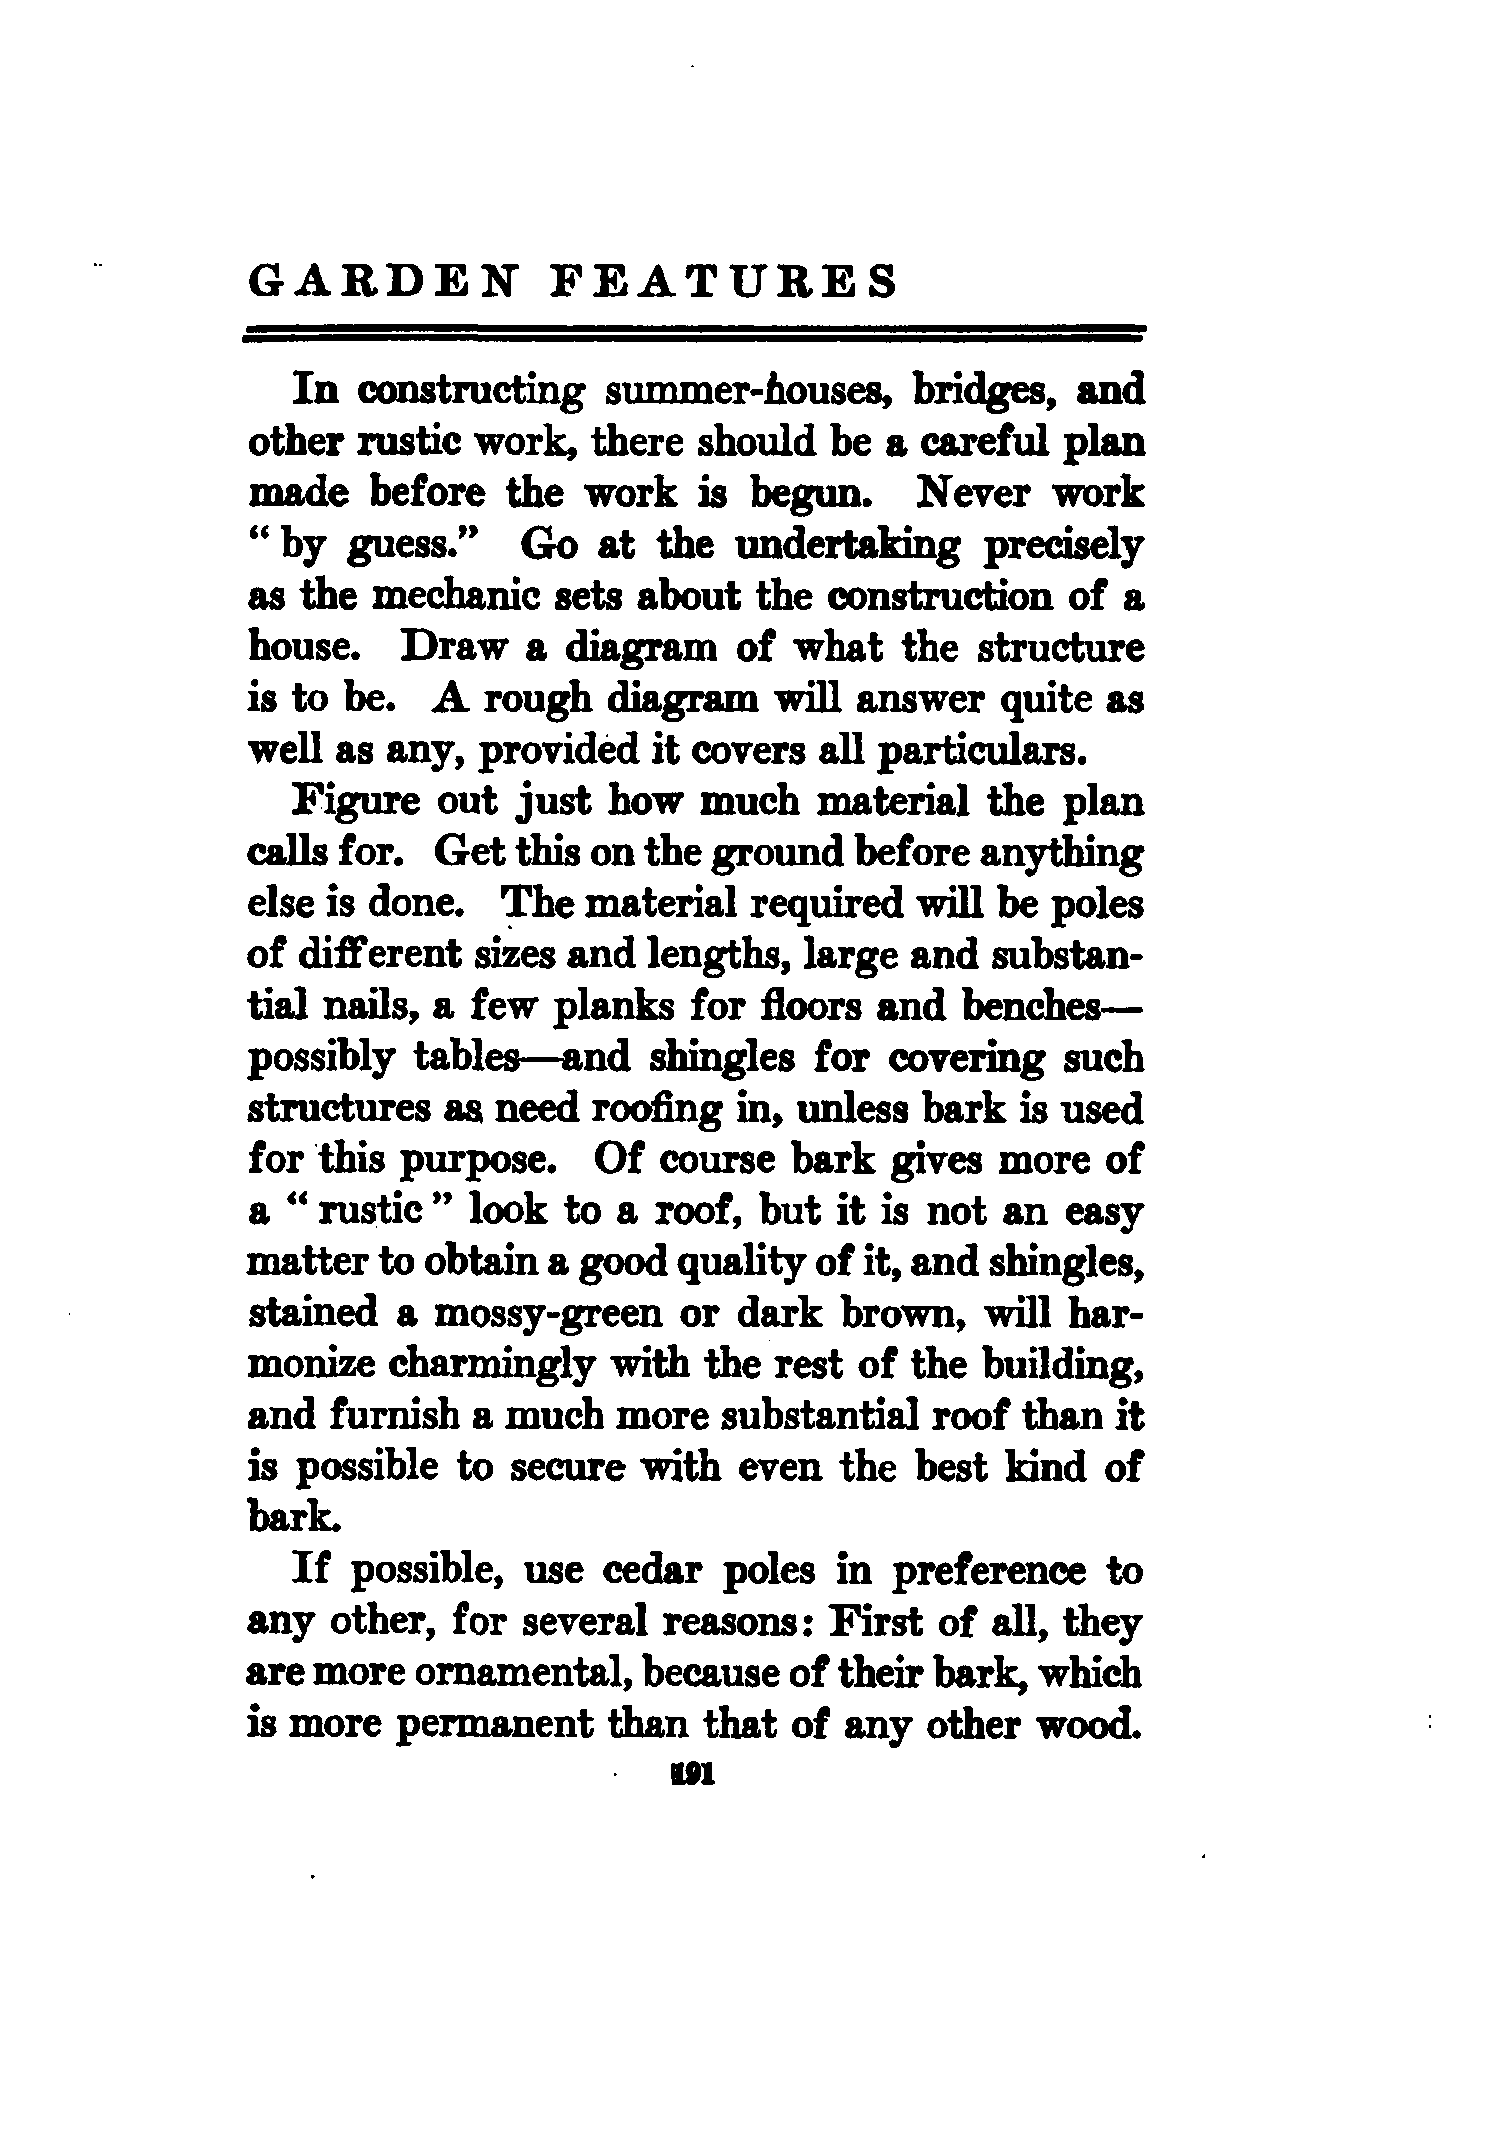 GARDEN FEATURES
In constructing summer-houses, bridges, and
other rustic work, there should be a careful plan
made before the work is begun. Never work
“ by guess.” Go at the undertaking precisely
as the mechanic sets about the construction of a
house. Draw a diagram of what the structure
is to be. A rough diagram will answer quite as
well as any, provided it covers all particulars.
Figure out just how much material the plan
calls for. Get this on the ground before anything
else is done. The material required will be poles
of different sizes and lengths, large and substan-
tial nails, a few planks for floors and benches—
possibly tables—and shingles for covering such
structures as need roofing in, unless bark is used
for this purpose. Of course bark gives more of
a “ rustic ” look to a roof, but it is not an easy
matter to obtain a good quality of it, and shingles,
stained a mossy-green or dark brown, will har-
monize charmingly with the rest of the building,
and furnish a much more substantial roof than it
is possible to secure with even the best kind of
bark.
If possible, use cedar poles in preference to
any other, for several reasons: First of all, they
are more ornamental, because of their bark, which
is more permanent than that of any other wood.
191